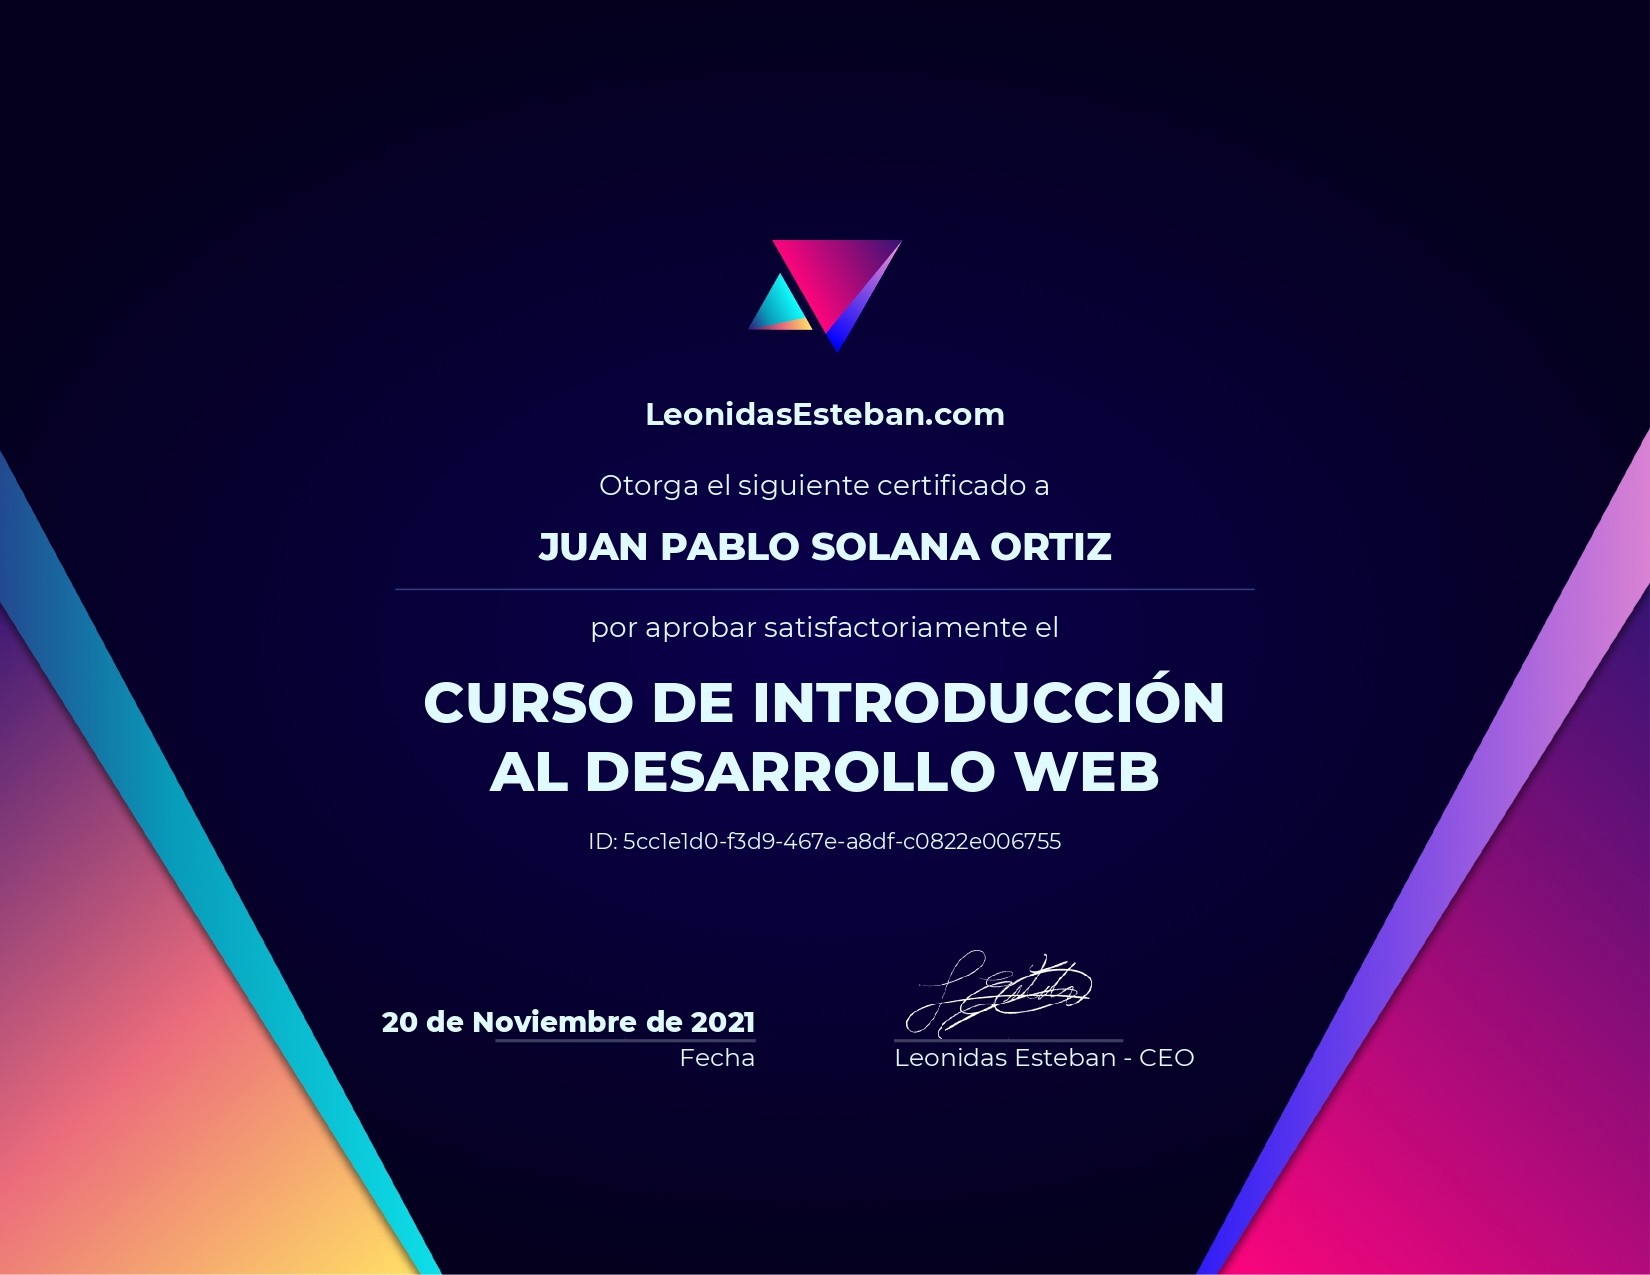 LeonidasEsteban.com
Otorga el siguiente certificado a
JUAN PABLO SOLANA ORTIZ
por aprobar satisfactoriamente el
CURSO DE INTRODUCCIÓN
AL DESARROLLO WEB
ID: 5cc1e1d0-f3d9-467e-a8df-c0822e006755
20 de Noviembre de 2021
Fecha
Leonidas Esteban - CEO